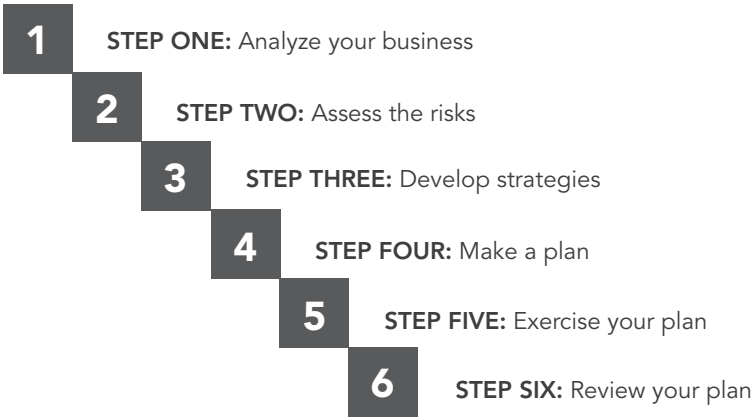 1 STEP ONE: Analyze your business
2 STEP TWO: Assess the risks
3 STEP THREE: Develop strategies
4 STEP FOUR: Make a plan
5 STEP FIVE: Exercise your plan
6 STEP SIX: Review your plan